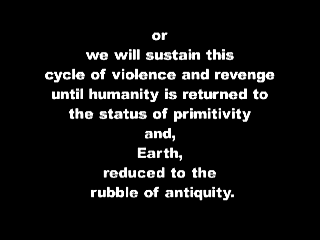 or
we will sustain this
cycle of violence and revenge
until humanity is returned to
the status of primitivity
and,
Earth,
reduced to the
rubble of antiquity.